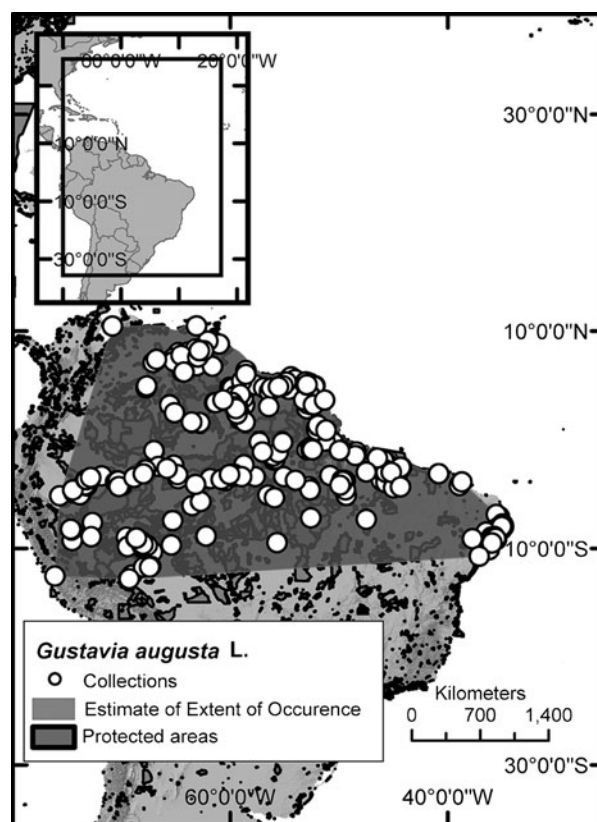 60°0'0"W 20°0'0"W
10°0'0"N
10°0'0"S
30°0'0"S
30°0'0"N
10°0'0"N
10°0'0"S
30°0'0"S
Gustavia augusta L.
Collections
Estimate of Extent of Occurence
Protected areas
Kilometers
0 700 1,400
60°0'0"W 40°0'0"W